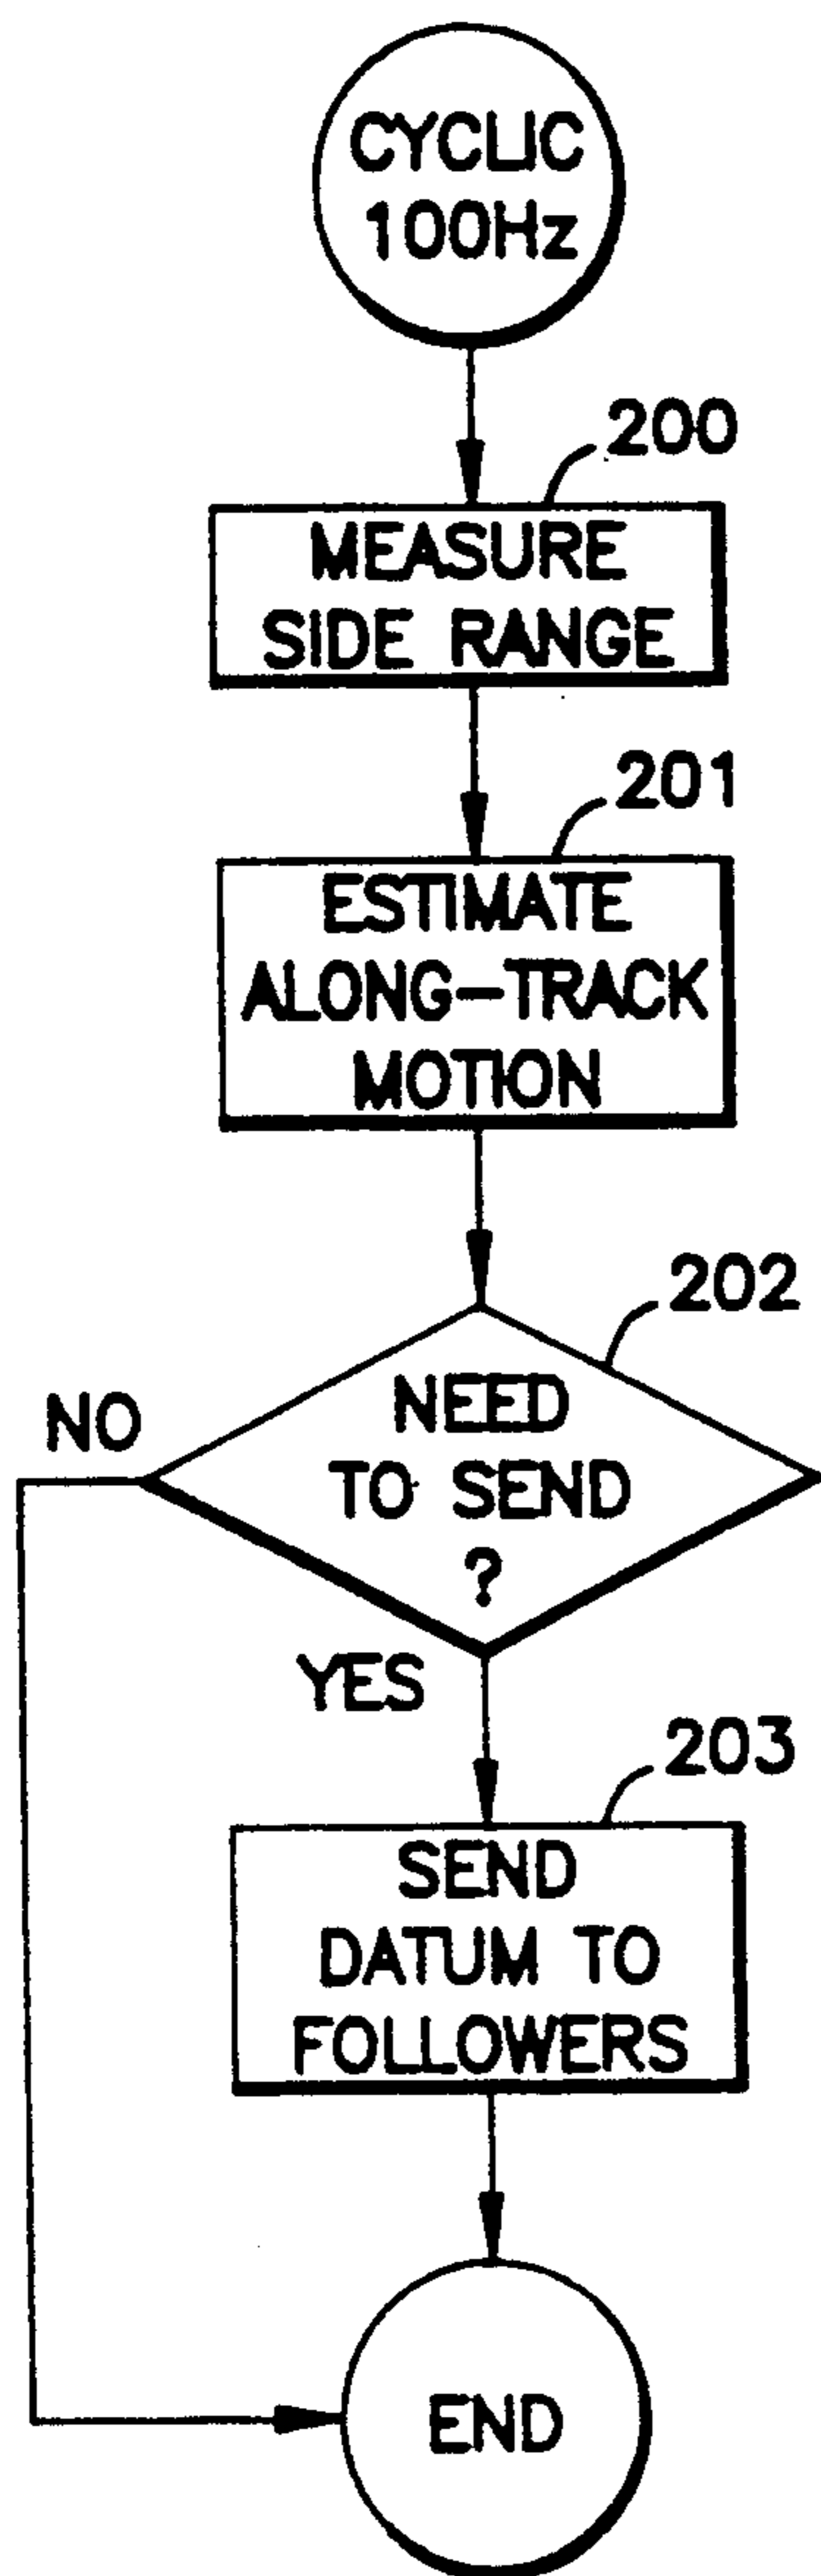 CYCLIC
100Hz
200
MEASURE
SIDE RANGE
201
ESTIMATE
ALONG-TRACK
MOTION
202
NO
NEED
TO SEND
?
YES
203
SEND
DATUM TO
FOLLOWERS
END